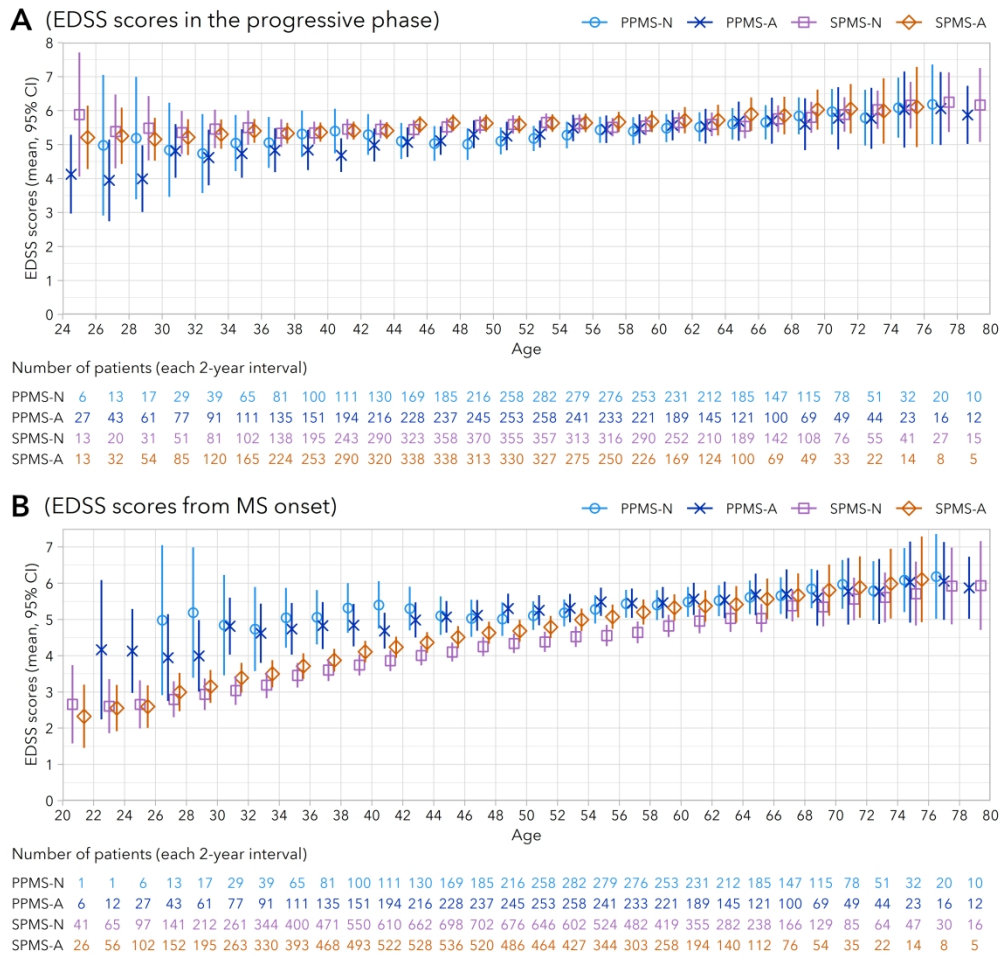 A (EDSS scores in the progressive phase)
PPMS-N PPMS-A SPMS-N SPMS-A
EDSS scores (mean, 95% CI)
8
7
6
5
4
3
2
1
0
24 26 28 30 32 34 36 38 40 42 44 46 48 50 52 54 56 58 60 62 64 66 68 70 72 74 76 78 80
Age
Number of patients (each 2-year interval)
PPMS-N 6 13 17 29 39 65 81 100 111 130 169 185 216 258 282 279 276 253 231 212 185 147 115 78 51 32 20 10
PPMS-A 27 43 61 77 91 111 135 151 194 216 228 237 245 253 258 241 233 221 189 145 121 100 69 49 44 23 16 12
SPMS-N 13 20 31 51 81 102 138 195 243 290 323 358 370 355 357 313 316 290 252 210 189 142 108 76 55 41 27 15
SPMS-A 13 32 54 85 120 165 224 253 290 320 338 338 313 330 327 275 250 226 169 124 100 69 49 33 22 14 8 5
B (EDSS scores from MS onset)
PPMS-N PPMS-A SPMS-N SPMS-A
EDSS scores (mean, 95% CI)
7
6
5
4
3
2
1
0
20 22 24 26 28 30 32 34 36 38 40 42 44 46 48 50 52 54 56 58 60 62 64 66 68 70 72 74 76 78 80
Age
Number of patients (each 2-year interval)
PPMS-N 1 1 6 13 17 29 39 65 81 100 111 130 169 185 216 258 282 279 276 253 231 212 185 147 115 78 51 32 20 10
PPMS-A 6 12 27 43 61 77 91 111 135 151 194 216 228 237 245 253 258 241 233 221 189 145 121 100 69 49 44 23 16 12
SPMS-N 41 65 97 141 212 261 344 400 471 550 610 662 698 702 676 646 602 524 482 419 355 282 238 166 129 85 64 47 30 16
SPMS-A 26 56 102 152 195 263 330 393 468 493 522 528 536 520 486 464 427 344 303 258 194 140 112 76 54 35 22 14 8 5